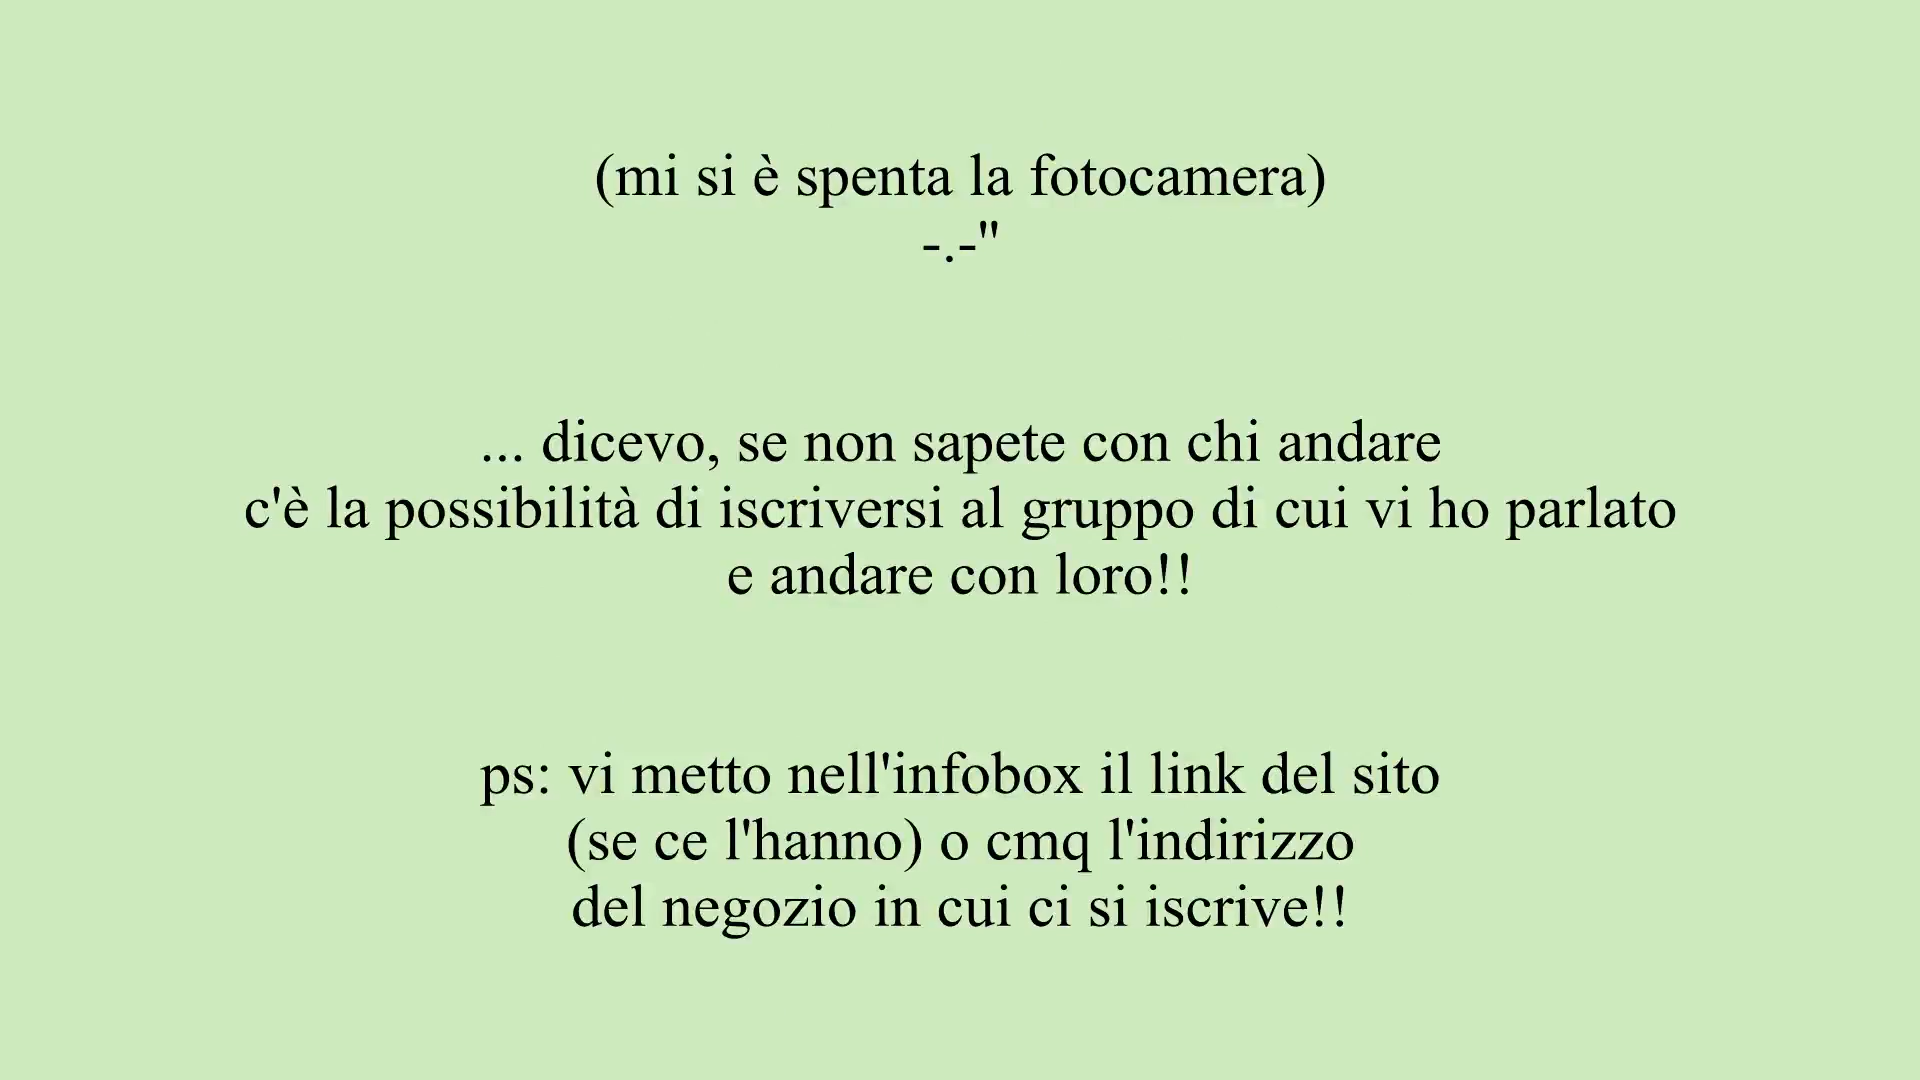 (mi si è spenta la fotocamera)
-.-"
... dicevo, se non sapete con chi andare
c'è la possibilità di iscriversi al gruppo di cui vi ho parlato
e andare con loro!!
ps: vi metto nell'infobox il link del sito
(se ce l'hanno) o cmq l'indirizzo
del negozio in cui ci si iscrive!!